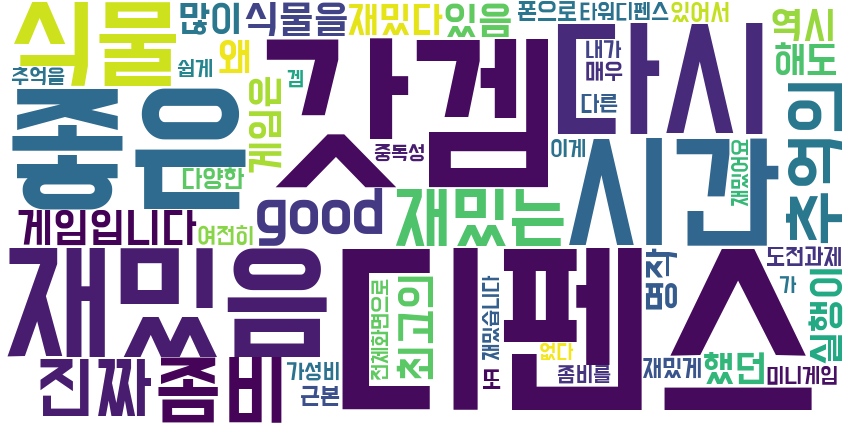 식물
많이
식물을
재밌다
있음
폰으로
타워디펜스
있어서
역시
추억을
쉽게
왜
겜
갓겜
다시
내가
매우
해도
좋은
게임은
다른
다양한
중독성
이게
재밌어요
시간
추억의
게임입니다
여전히
good
재밌는
재밌음
디펜스
명작
도전과제
가
실행이
전체화면으로
최고의
재밌습니다
없다
진짜
좀비
가성비
근본
또
좀비를
재밌게
했던
미니게임